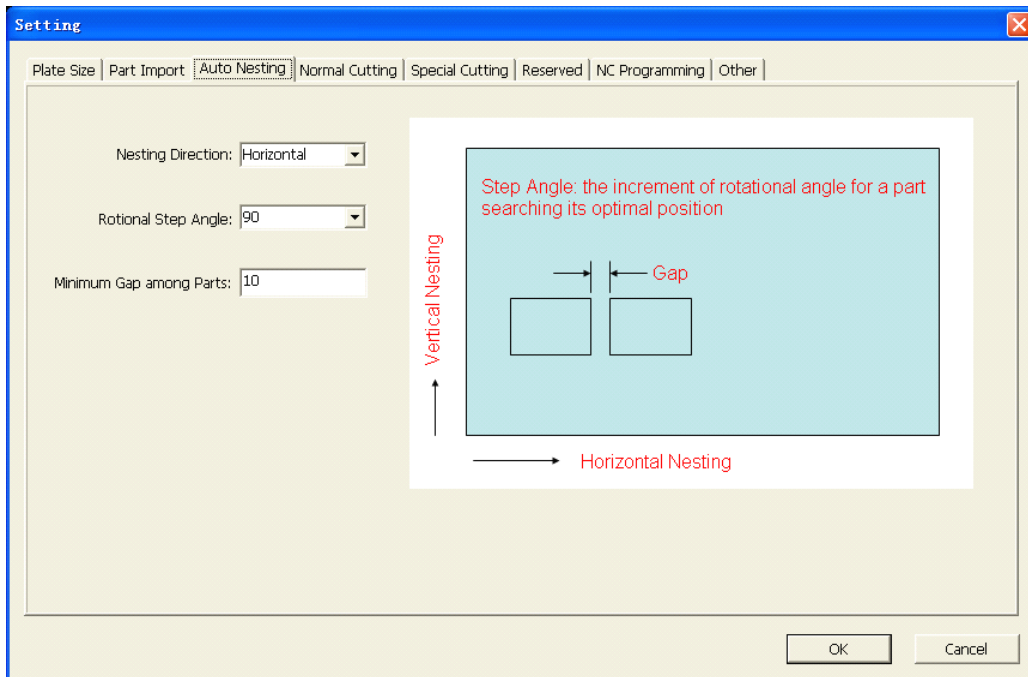 Setting
Plate Size Part Import Auto Nesting Normal Cutting Special Cutting Reserved NC Programming Other
Nesting Direction: Horizontal
Rotional Step Angle: 90
Minimum Gap among Parts: 10
Step Angle: the increment of rotational angle for a part
searching its optimal position
Gap
Vertical Nesting
Horizontal Nesting
OK Cancel